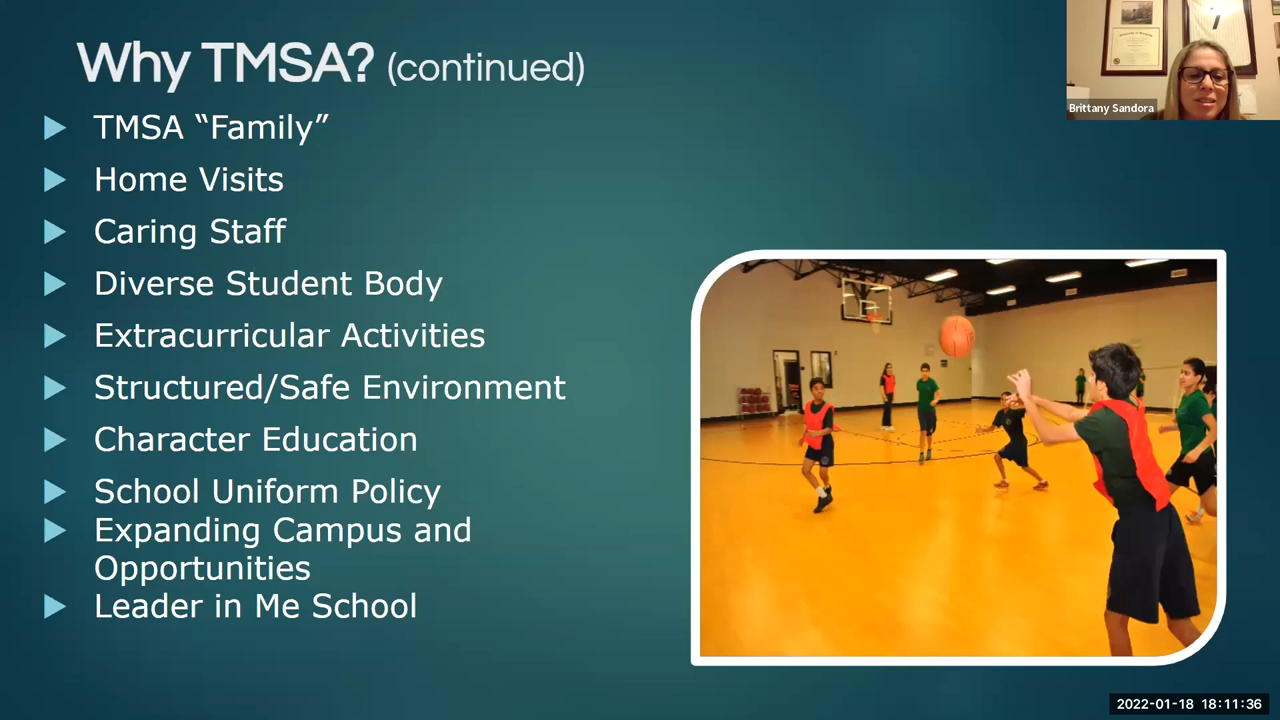 Why TMSA? (continued)
TMSA “Family”
Home Visits
Caring Staff
Diverse Student Body
Extracurricular Activities
Structured/Safe Environment
Character Education
School Uniform Policy
Expanding Campus and
Opportunities
Leader in Me School
Brittany Sandora
2022-01-18 18:11:36